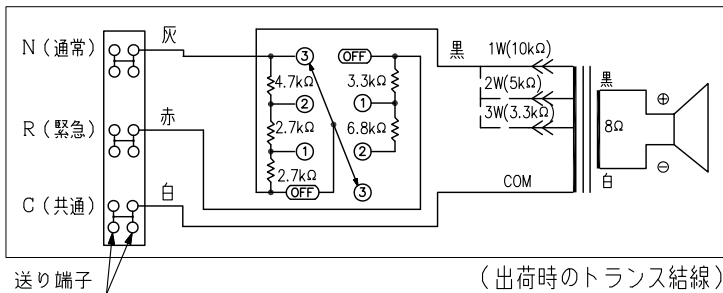 N（通常）
灰
R（緊急）
赤
C（共通）
白
送り端子
③
OFF
4.7kΩ
3.3kΩ
②
①
2.7kΩ
6.8kΩ
①
②
2.7kΩ
OFF
③
黒
1W(10kΩ)
2W(5kΩ)
3W(3.3kΩ)
COM
黒
⊕
8Ω
⊖
白
（出荷時のトランス結線）